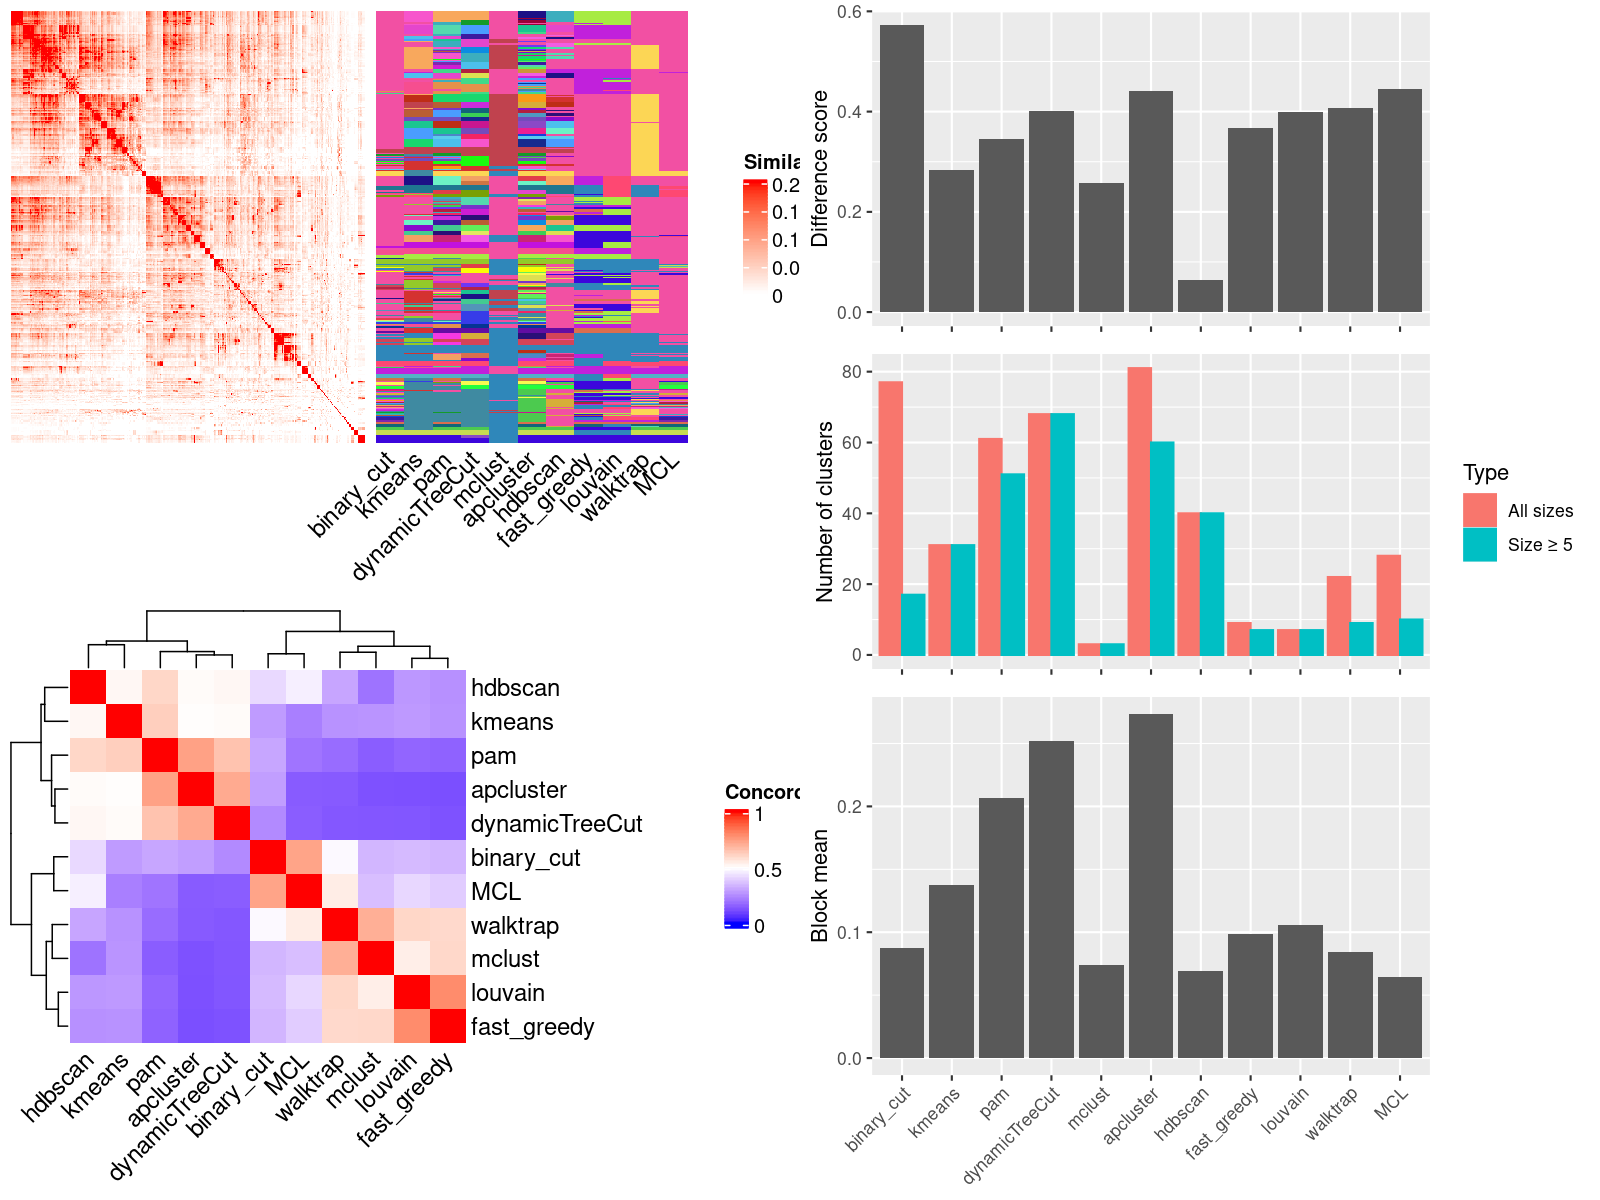 Simila
0.2
0.1
0.1
0.0
0
binary_cut
kmeans
pam
dynamicTreeCut
mclust
apcluster
hdbscan
fast_greedy
louvain
walktrap
MCL
hdbscan
kmeans
pam
apcluster
dynamicTreeCut
binary_cut
MCL
walktrap
mclust
louvain
fast_greedy
hdbscan
kmeans
pam
apcluster
dynamicTreeCut
binary_cut
MCL
walktrap
mclust
louvain
fast_greedy
Concord
1
0.5
0
Difference score
0.6
0.4
0.2
0.0
Number of clusters
80
60
40
20
0
Type
All sizes
Size ≥ 5
Block mean
0.2
0.1
0.0
binary_cut
kmeans
pam
dynamicTreeCut
mclust
apcluster
hdbscan
fast_greedy
louvain
walktrap
MCL